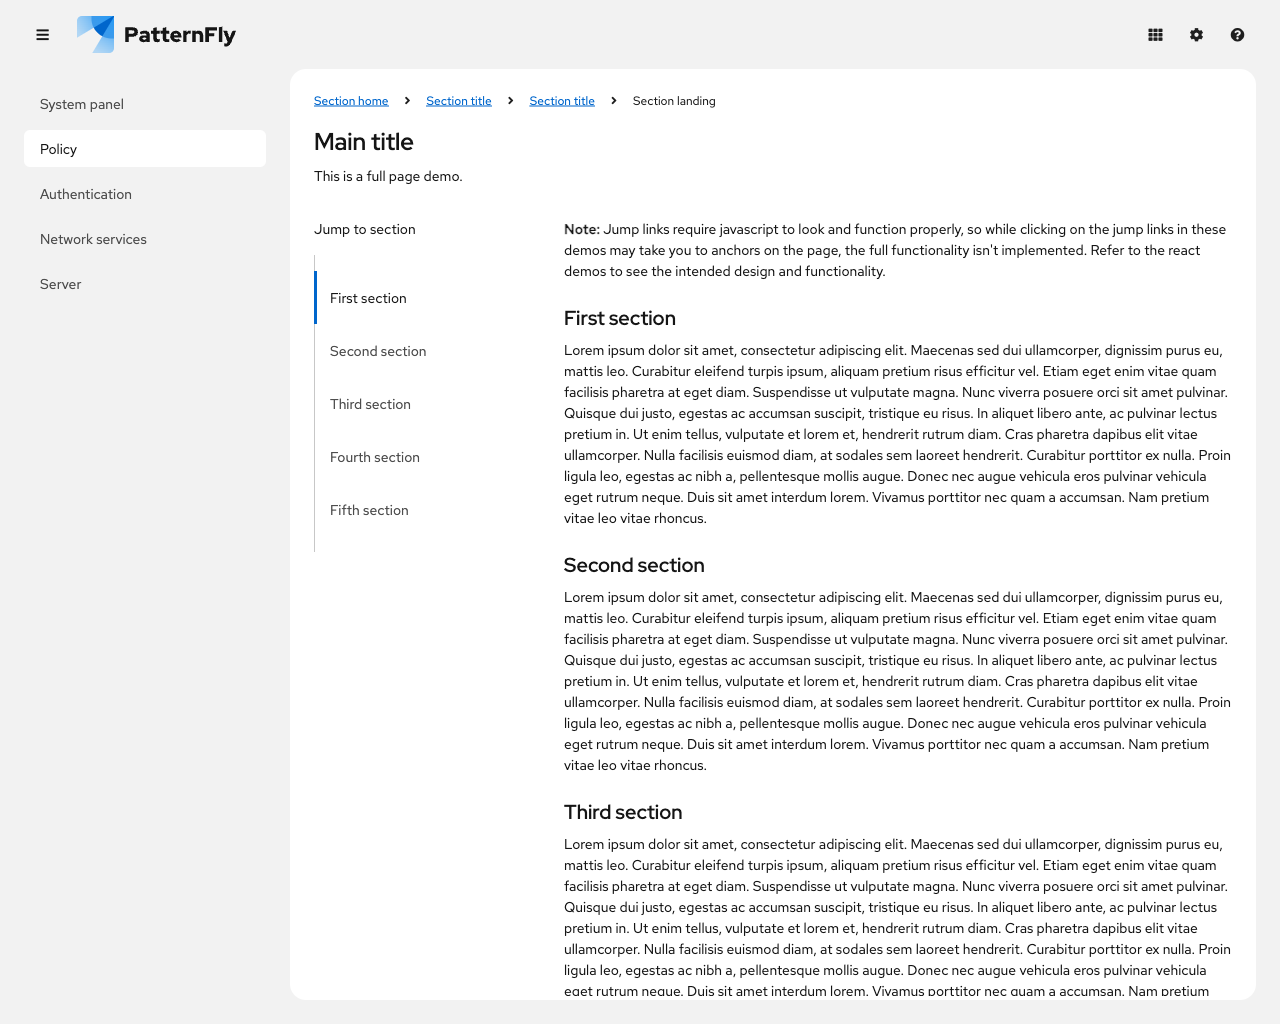 PatternFly
System panel
Policy
Authentication
Network services
Server
Section home
Section title
Section title
Section landing
Main title
This is a full page demo.
Jump to section
First section
Second section
Third section
Fourth section
Fifth section
Note: Jump links require javascript to look and function properly, so while clicking on the jump links in these
demos may take you to anchors on the page, the full functionality isn't implemented. Refer to the react
demos to see the intended design and functionality.
First section
Lorem ipsum dolor sit amet, consectetur adipiscing elit. Maecenas sed dui ullamcorper, dignissim purus eu,
mattis leo. Curabitur eleifend turpis ipsum, aliquam pretium risus efficitur vel. Etiam eget enim vitae quam
facilisis pharetra at eget diam. Suspendisse ut vulputate magna. Nunc viverra posuere orci sit amet pulvinar.
Quisque dui justo, egestas ac accumsan suscipit, tristique eu risus. In aliquet libero ante, ac pulvinar lectus
pretium in. Ut enim tellus, vulputate et lorem et, hendrerit rutrum diam. Cras pharetra dapibus elit vitae
ullamcorper. Nulla facilisis euismod diam, at sodales sem laoreet hendrerit. Curabitur porttitor ex nulla. Proin
ligula leo, egestas ac nibh a, pellentesque mollis augue. Donec nec augue vehicula eros pulvinar vehicula
eget rutrum neque. Duis sit amet interdum lorem. Vivamus porttitor nec quam a accumsan. Nam pretium
vitae leo vitae rhoncus.
Second section
Lorem ipsum dolor sit amet, consectetur adipiscing elit. Maecenas sed dui ullamcorper, dignissim purus eu,
mattis leo. Curabitur eleifend turpis ipsum, aliquam pretium risus efficitur vel. Etiam eget enim vitae quam
facilisis pharetra at eget diam. Suspendisse ut vulputate magna. Nunc viverra posuere orci sit amet pulvinar.
Quisque dui justo, egestas ac accumsan suscipit, tristique eu risus. In aliquet libero ante, ac pulvinar lectus
pretium in. Ut enim tellus, vulputate et lorem et, hendrerit rutrum diam. Cras pharetra dapibus elit vitae
ullamcorper. Nulla facilisis euismod diam, at sodales sem laoreet hendrerit. Curabitur porttitor ex nulla. Proin
ligula leo, egestas ac nibh a, pellentesque mollis augue. Donec nec augue vehicula eros pulvinar vehicula
eget rutrum neque. Duis sit amet interdum lorem. Vivamus porttitor nec quam a accumsan. Nam pretium
vitae leo vitae rhoncus.
Third section
Lorem ipsum dolor sit amet, consectetur adipiscing elit. Maecenas sed dui ullamcorper, dignissim purus eu,
mattis leo. Curabitur eleifend turpis ipsum, aliquam pretium risus efficitur vel. Etiam eget enim vitae quam
facilisis pharetra at eget diam. Suspendisse ut vulputate magna. Nunc viverra posuere orci sit amet pulvinar.
Quisque dui justo, egestas ac accumsan suscipit, tristique eu risus. In aliquet libero ante, ac pulvinar lectus
pretium in. Ut enim tellus, vulputate et lorem et, hendrerit rutrum diam. Cras pharetra dapibus elit vitae
ullamcorper. Nulla facilisis euismod diam, at sodales sem laoreet hendrerit. Curabitur porttitor ex nulla. Proin
ligula leo, egestas ac nibh a, pellentesque mollis augue. Donec nec augue vehicula eros pulvinar vehicula
eget rutrum neque. Duis sit amet interdum lorem. Vivamus porttitor nec quam a accumsan. Nam pretium